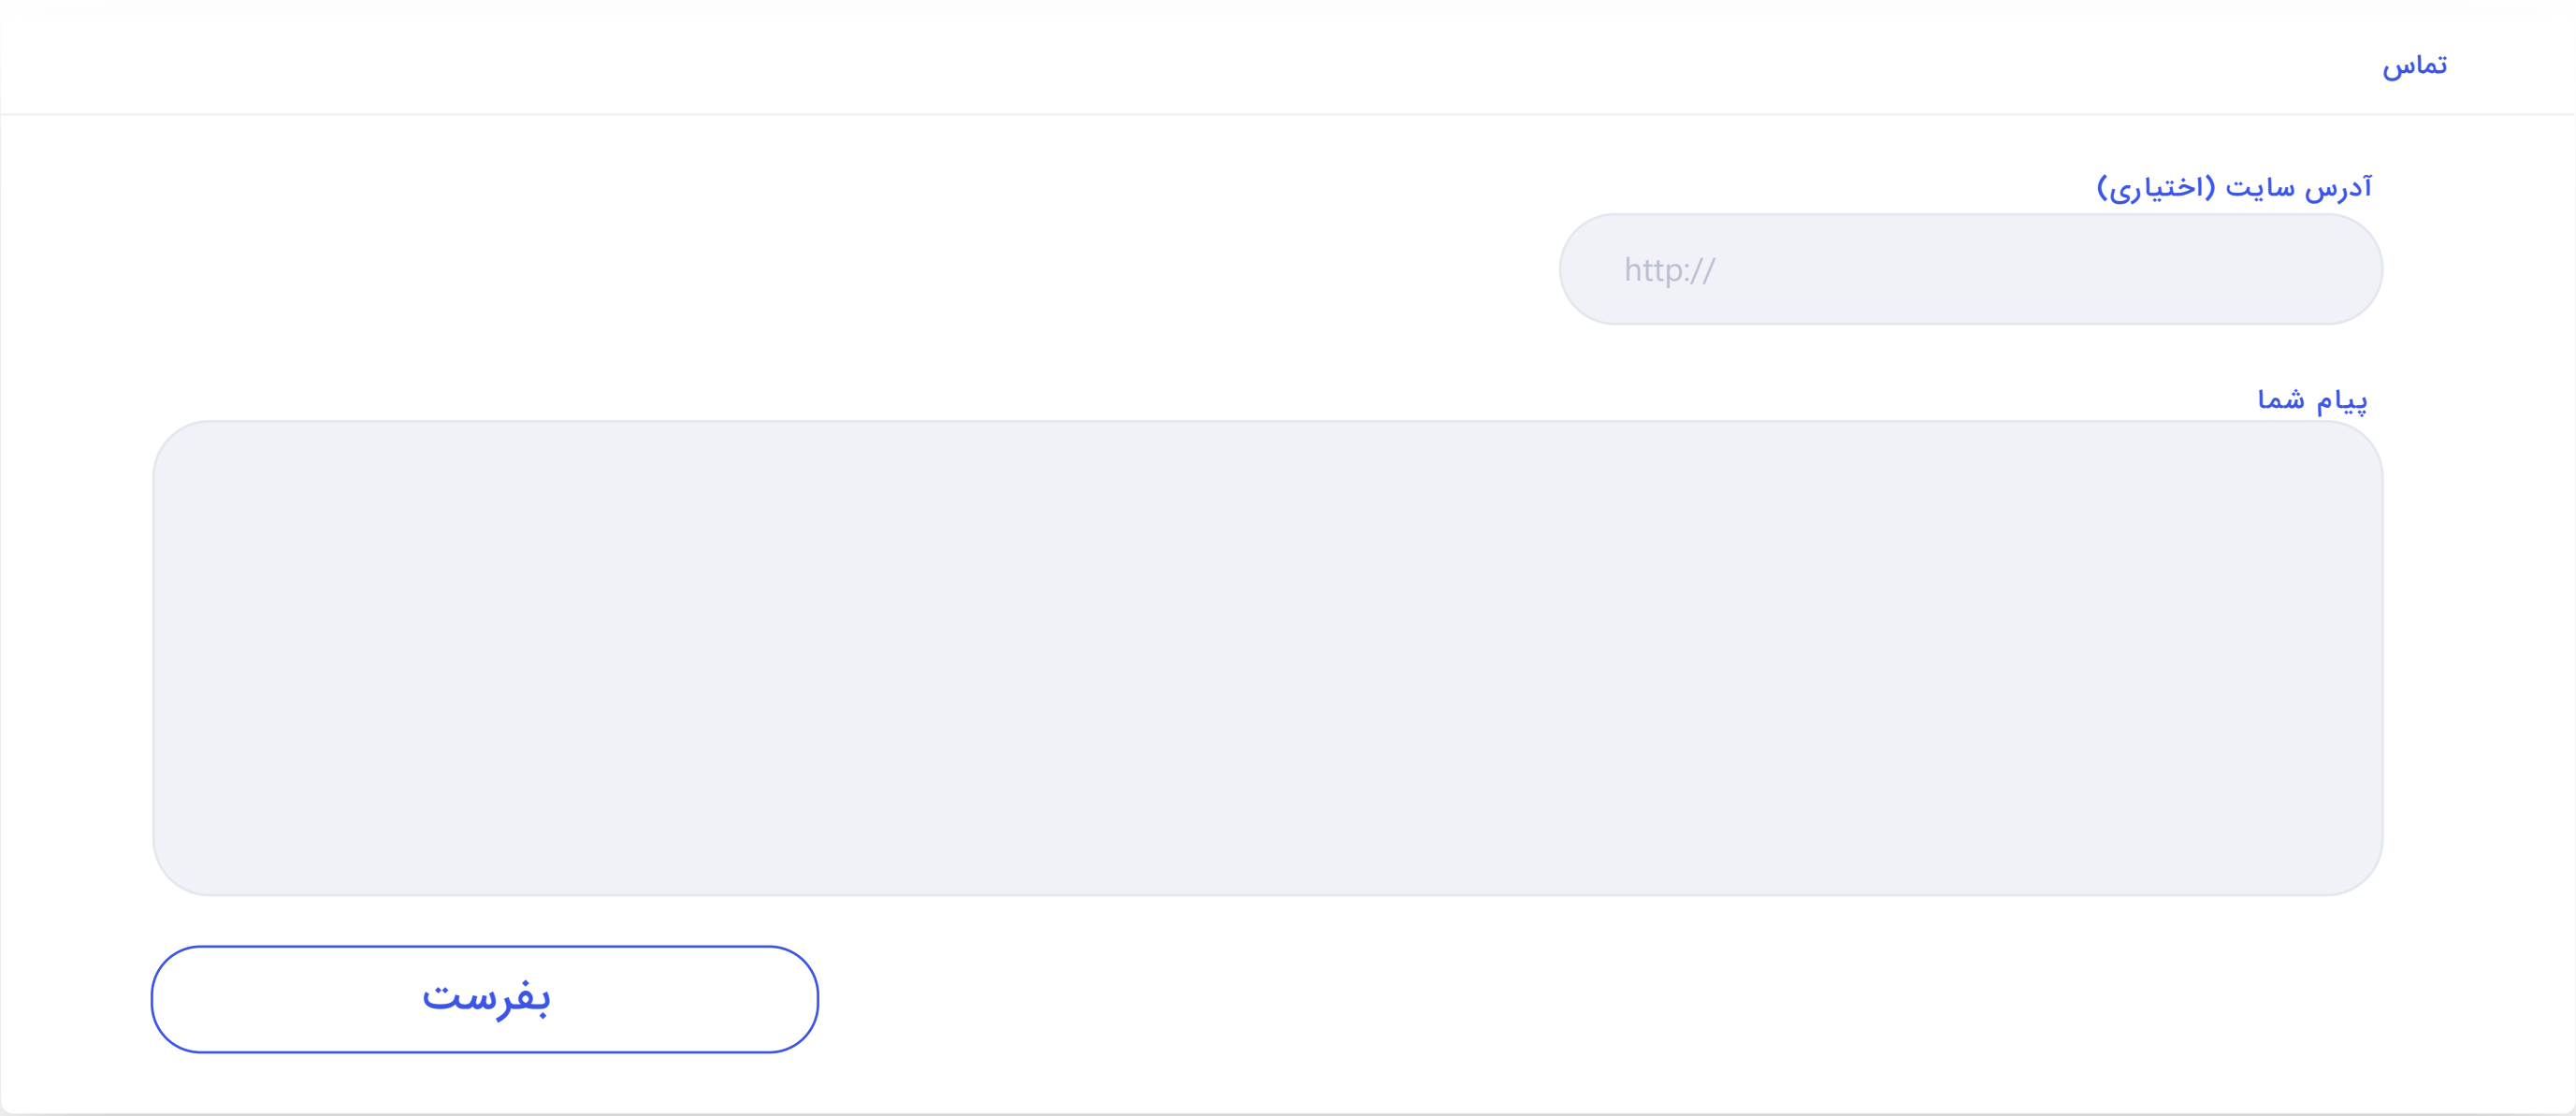 تماس
آدرس سایت (اختیاری)
http://
پیام شما
بفرست